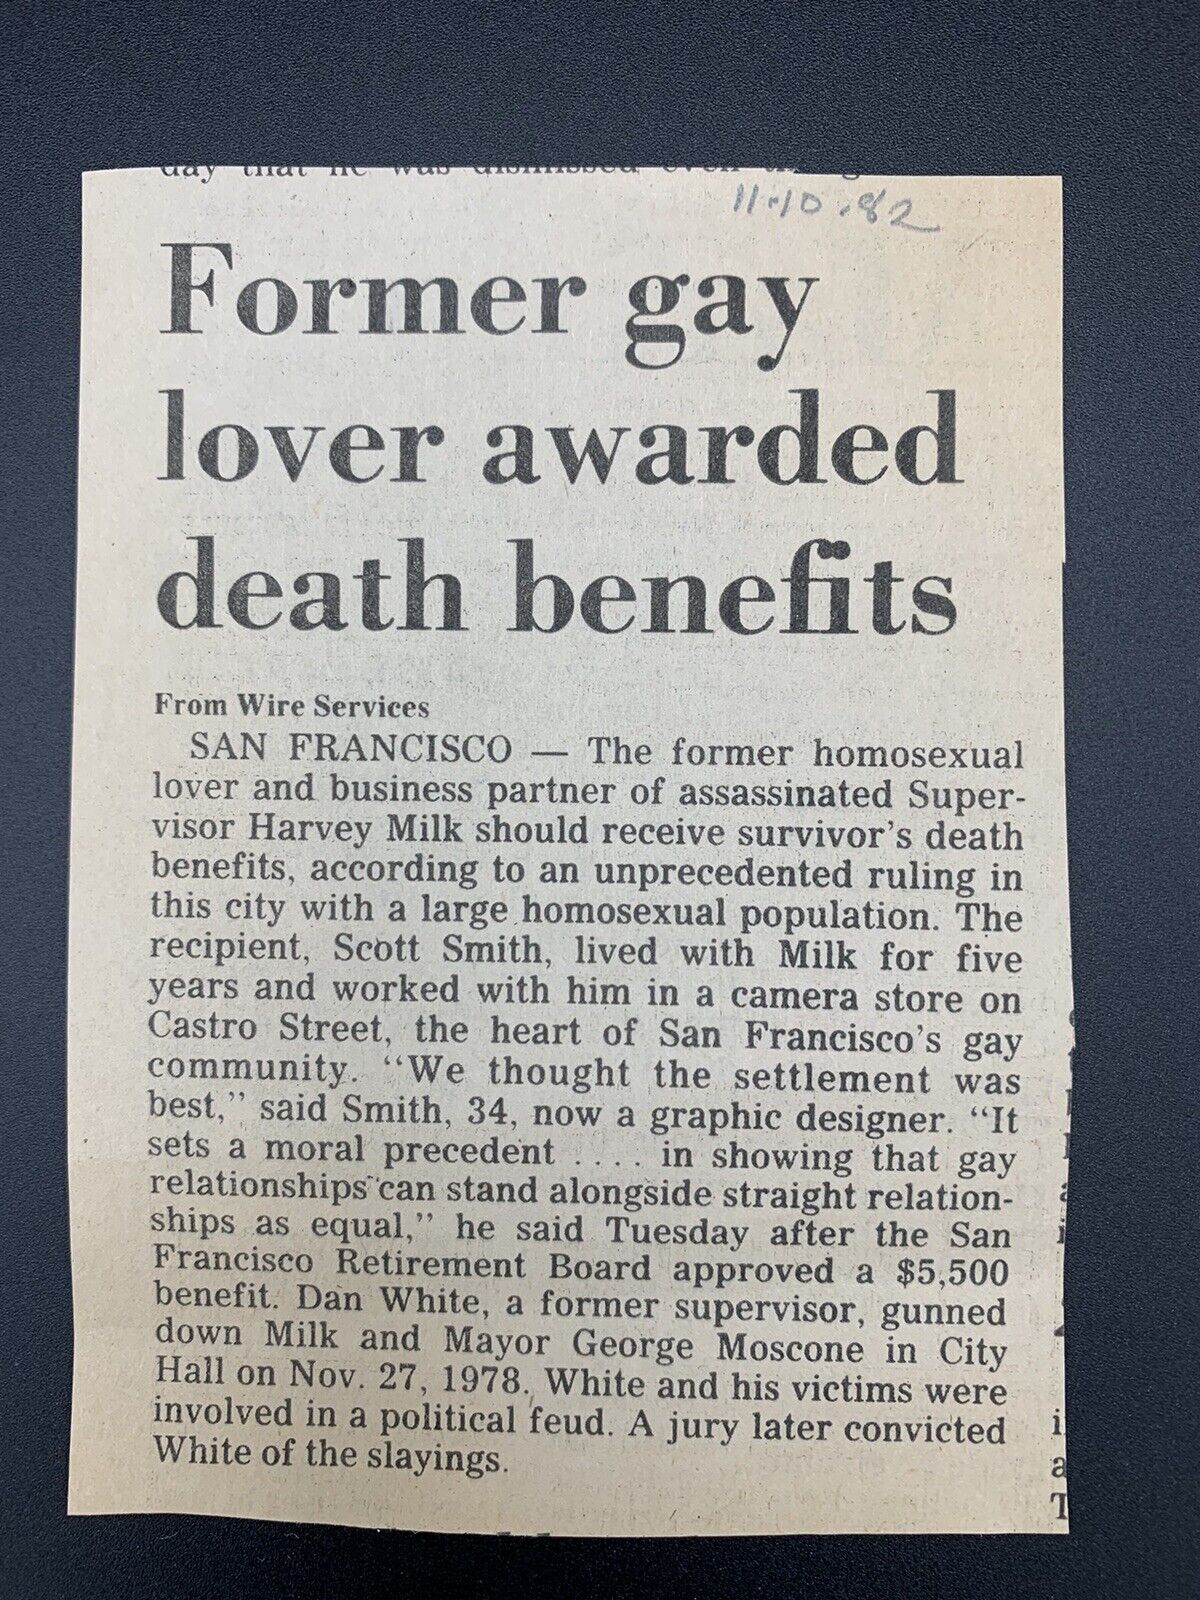 day that he was dismissed even
11.10.82
Former gay
lover awarded
death benefits
From Wire Services
SAN FRANCISCO — The former homosexual
lover and business partner of assassinated Super-
visor Harvey Milk should receive survivor's death
benefits, according to an unprecedented ruling in
this city with a large homosexual population. The
recipient, Scott Smith, lived with Milk for five
years and worked with him in a camera store on
Castro Street, the heart of San Francisco's gay
community. "We thought the settlement was
best," said Smith, 34, now a graphic designer. "It
sets a moral precedent .... in showing that gay
relationships can stand alongside straight relation-
ships as equal," he said Tuesday after the San
Francisco Retirement Board approved a $5,500
benefit. Dan White, a former supervisor, gunned
down Milk and Mayor George Moscone in City
Hall on Nov. 27, 1978. White and his victims were
involved in a political feud. A jury later convicted
White of the slayings.